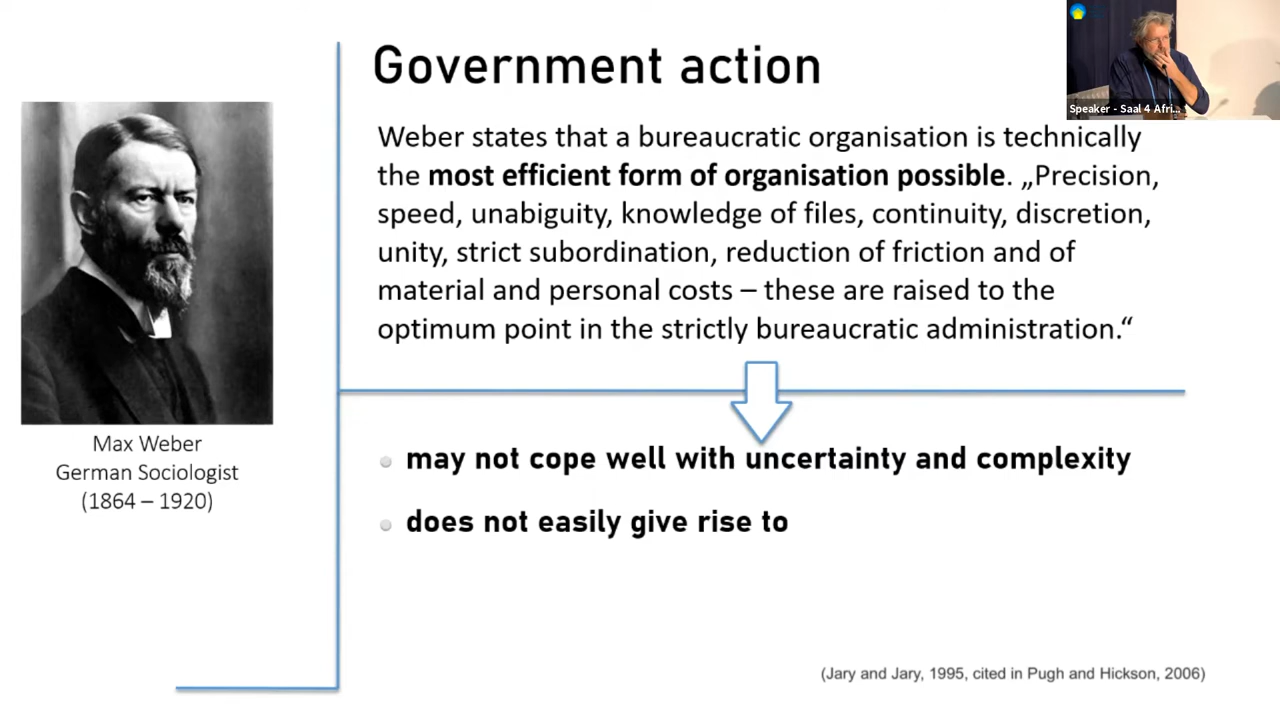 Government action
Speaker - Saal 4 Afri...
Weber states that a bureaucratic organisation is technically
the most efficient form of organisation possible. „Precision,
speed, unabiguity, knowledge of files, continuity, discretion,
unity, strict subordination, reduction of friction and of
material and personal costs – these are raised to the
optimum point in the strictly bureaucratic administration.“
Max Weber
German Sociologist
(1864 – 1920)
may not cope well with uncertainty and complexity
does not easily give rise to
(Jary and Jary, 1995, cited in Pugh and Hickson, 2006)